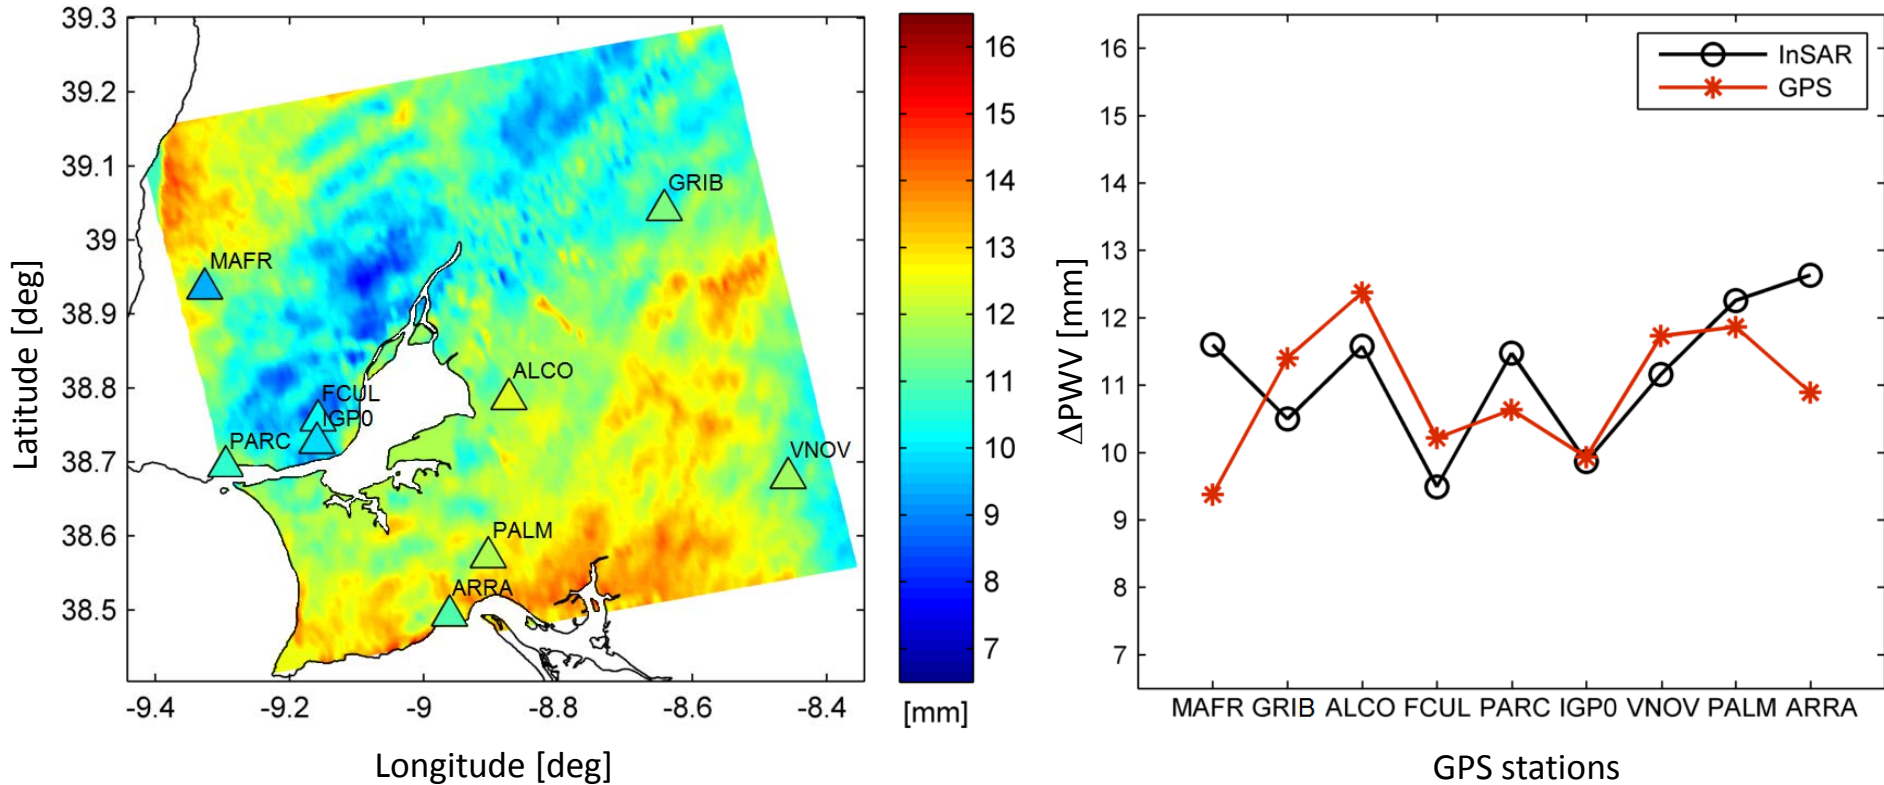 39.3
39.2
39.1
39
38.9
38.8
38.7
38.6
38.5
Latitude [deg]
-9.4
-9.2
-9
-8.8
-8.6
-8.4
Longitude [deg]
GRIB
MAFR
ALCO
FCUL
IGP0
PARC
VNOV
PALM
ARRA
16
15
14
13
12
11
10
9
8
7
[mm]
InSAR
GPS
16
15
14
13
12
11
10
9
8
7
ΔPWV [mm]
MAFR GRIB ALCO FCUL PARC IGP0 VNOV PALM ARRA
GPS stations